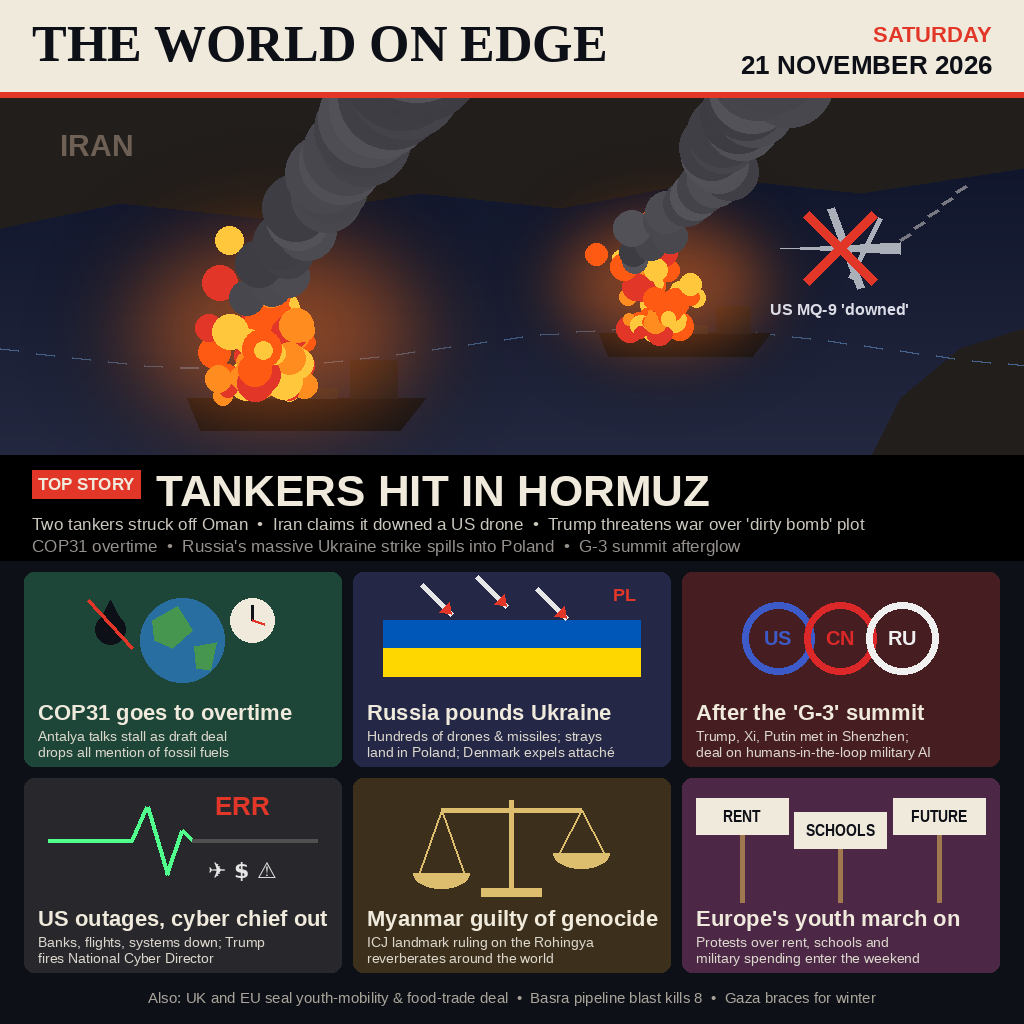 THE WORLD ON EDGE
SATURDAY
21 NOVEMBER 2026
IRAN
US MQ-9 'downed'
TOP STORY TANKERS HIT IN HORMUZ
Two tankers struck off Oman • Iran claims it downed a US drone • Trump threatens war over 'dirty bomb' plot
COP31 overtime • Russia's massive Ukraine strike spills into Poland • G-3 summit afterglow
COP31 goes to overtime
Antalya talks stall as draft deal
drops all mention of fossil fuels
PL
Russia pounds Ukraine
Hundreds of drones & missiles; strays
land in Poland; Denmark expels attaché
US CN RU
After the 'G-3' summit
Trump, Xi, Putin met in Shenzhen;
deal on humans-in-the-loop military AI
ERR
✈ $ ⚠
US outages, cyber chief out
Banks, flights, systems down; Trump
fires National Cyber Director
Myanmar guilty of genocide
ICJ landmark ruling on the Rohingya
reverberates around the world
RENT SCHOOLS FUTURE
Europe's youth march on
Protests over rent, schools and
military spending enter the weekend
Also: UK and EU seal youth-mobility & food-trade deal • Basra pipeline blast kills 8 • Gaza braces for winter